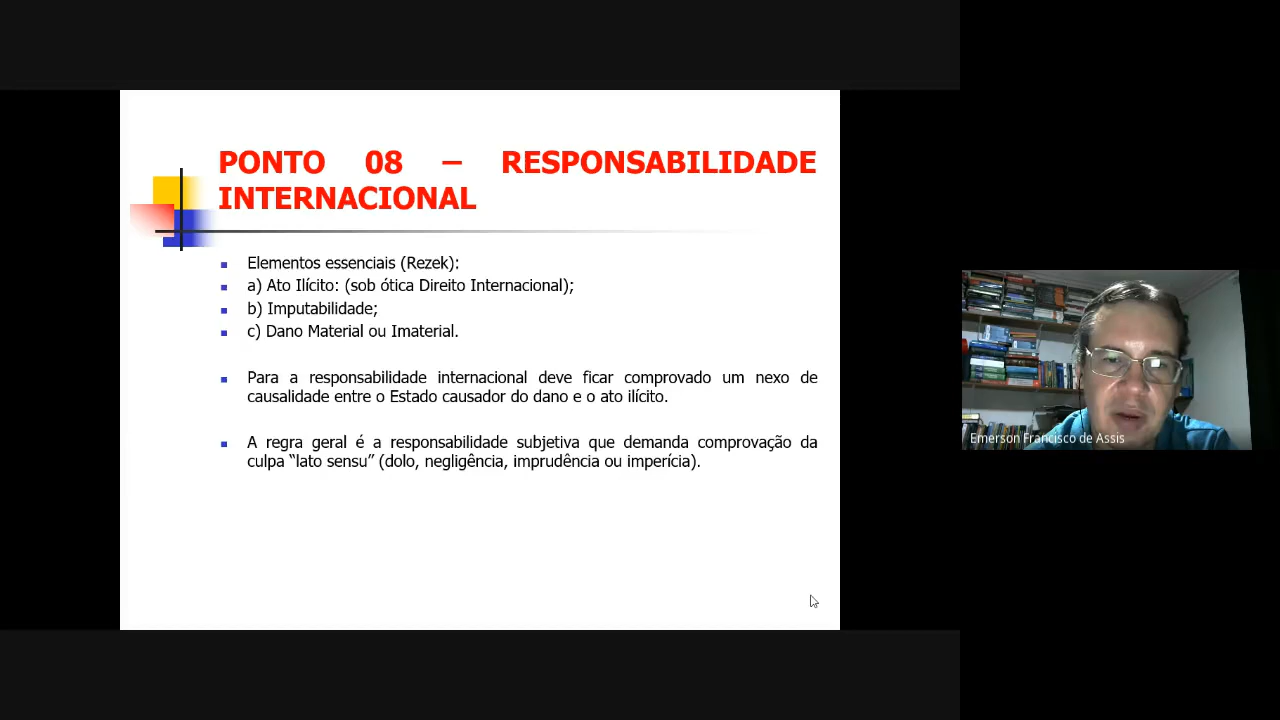 PONTO 08 – RESPONSABILIDADE
INTERNACIONAL
Elementos essenciais (Rezek):
a) Ato Ilícito: (sob ótica Direito Internacional);
b) Imputabilidade;
c) Dano Material ou Imaterial.
Para a responsabilidade internacional deve ficar comprovado um nexo de
causalidade entre o Estado causador do dano e o ato ilícito.
A regra geral é a responsabilidade subjetiva que demanda comprovação da
culpa “lato sensu” (dolo, negligência, imprudência ou imperícia).
Emerson Francisco de Assis